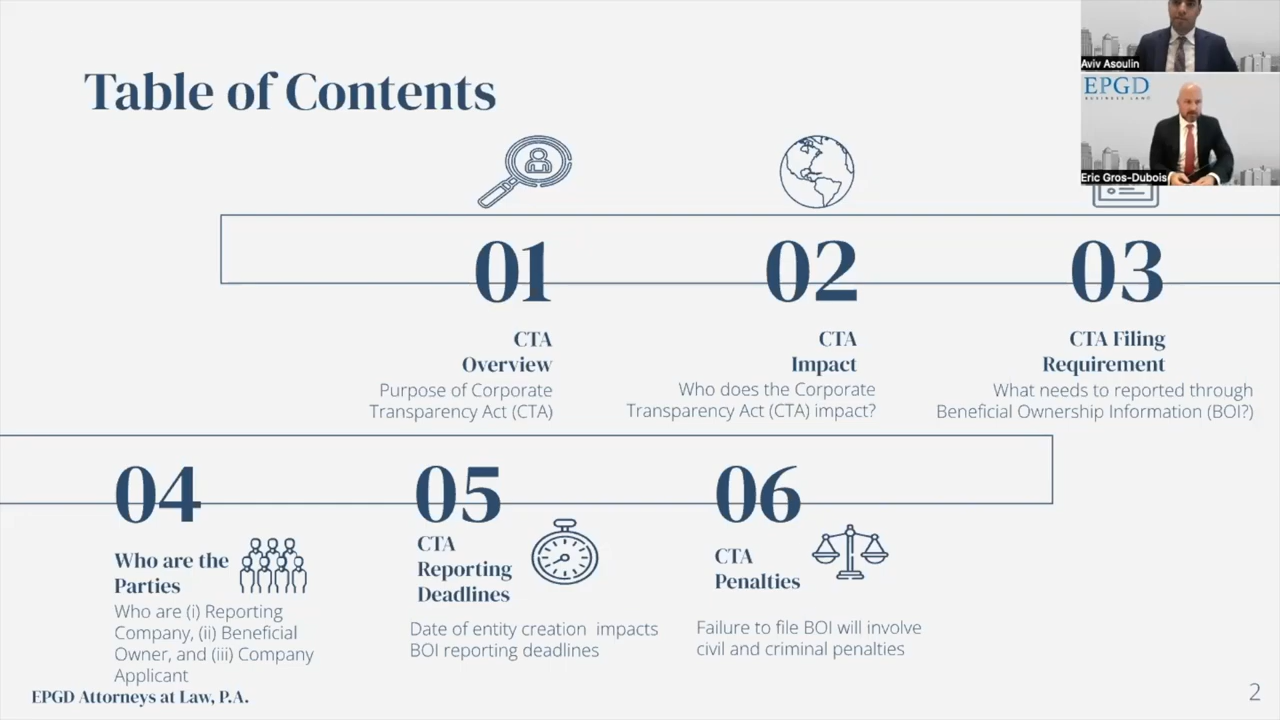 Table of Contents
Aviv Asoulin
EPGD
BUSINESS LAW
Eric Gros-Dubois
01
CTA
Overview
Purpose of Corporate
Transparency Act (CTA)
02
CTA
Impact
Who does the Corporate
Transparency Act (CTA) impact?
03
CTA Filing
Requirement
What needs to reported through
Beneficial Ownership Information (BOI?)
04
Who are the
Parties
Who are (i) Reporting
Company, (ii) Beneficial
Owner, and (iii) Company
Applicant
05
CTA
Reporting
Deadlines
Date of entity creation impacts
BOI reporting deadlines
06
CTA
Penalties
Failure to file BOI will involve
civil and criminal penalties
EPGD Attorneys at Law, P.A.
2